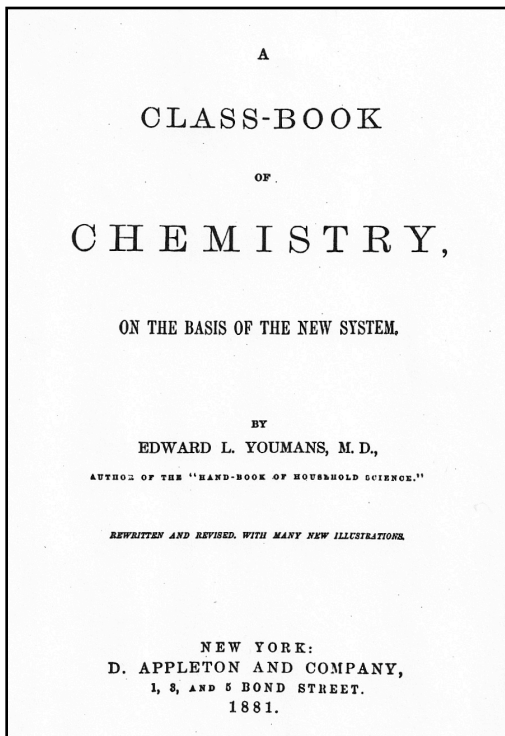 A
CLASS-BOOK
OF
CHEMISTRY,
ON THE BASIS OF THE NEW SYSTEM.
BY
EDWARD L. YOUMANS, M. D.,
AUTHOR OF THE "HAND-BOOK OF HOUSEHOLD SCIENCE."
REWRITTEN AND REVISED, WITH MANY NEW ILLUSTRATIONS.
NEW YORK:
D. APPLETON AND COMPANY,
1, 3, AND 5 BOND STREET.
1881.